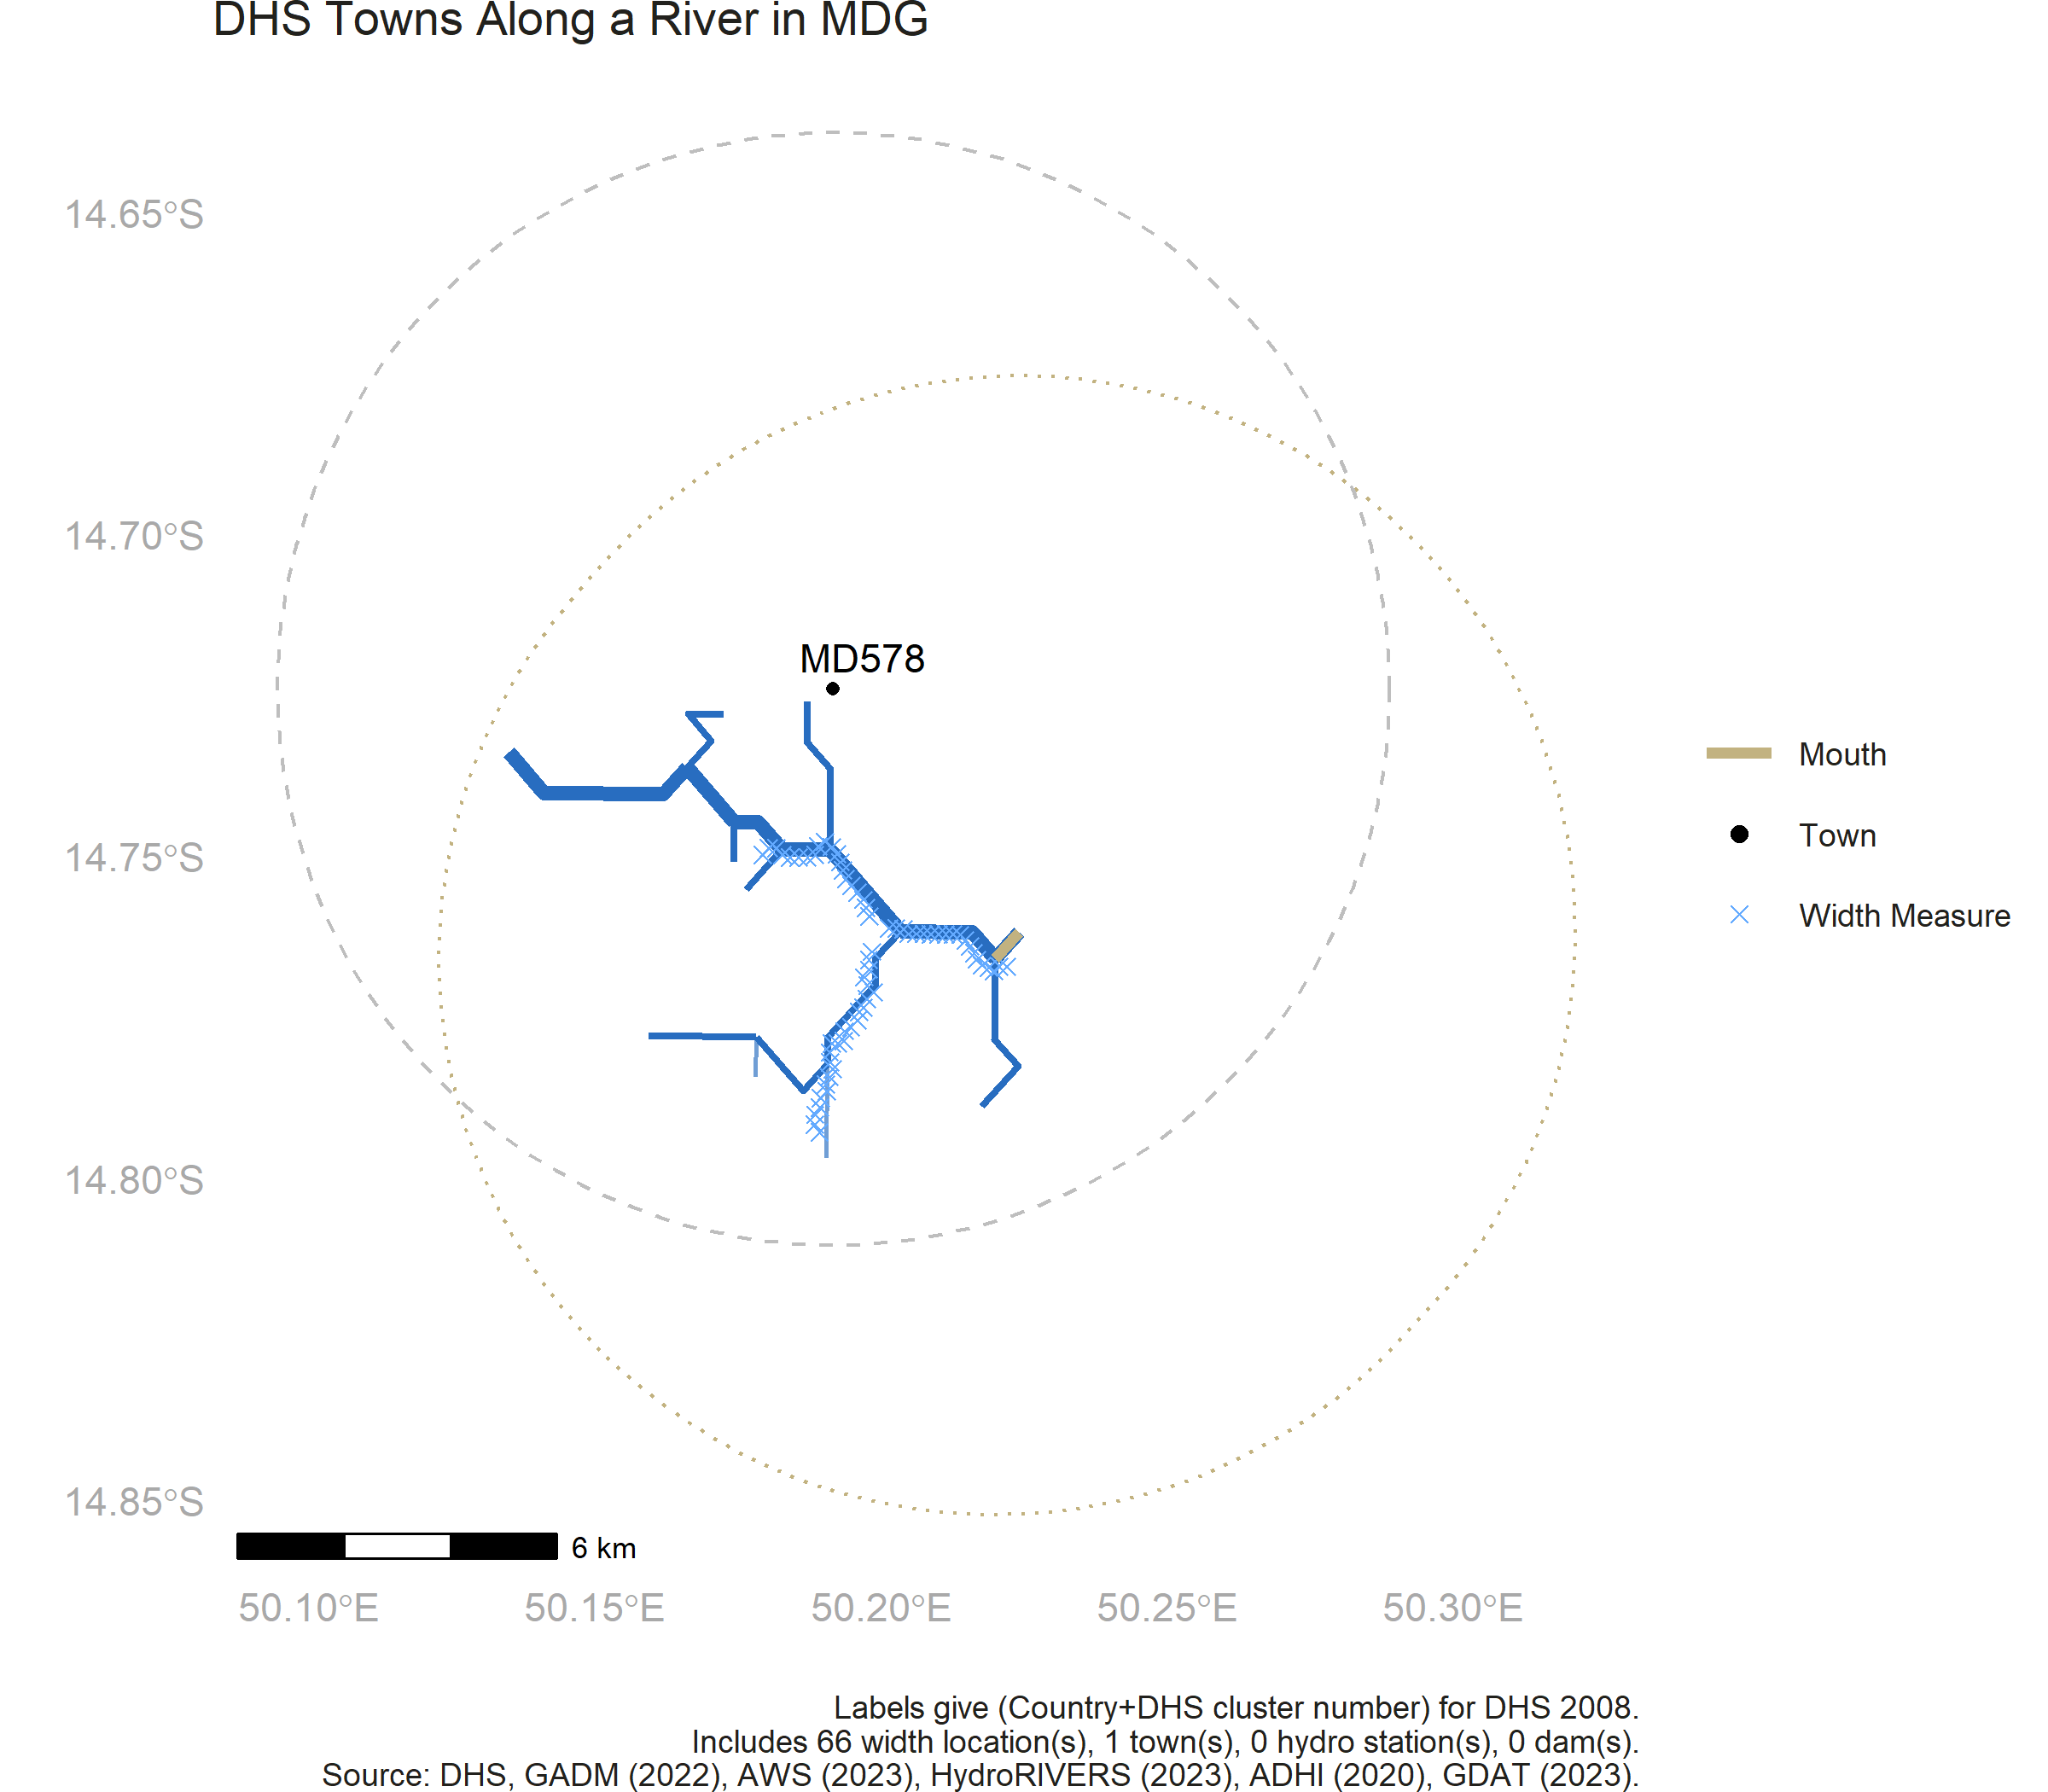 DHS Towns Along a River in MDG
14.65°S
14.70°S
14.75°S
14.80°S
14.85°S
MD578
Mouth
Town
Width Measure
6 km
50.10°E 50.15°E 50.20°E 50.25°E 50.30°E
Labels give (Country+DHS cluster number) for DHS 2008.
Includes 66 width location(s), 1 town(s), 0 hydro station(s), 0 dam(s).
Source: DHS, GADM (2022), AWS (2023), HydroRIVERS (2023), ADHI (2020), GDAT (2023).